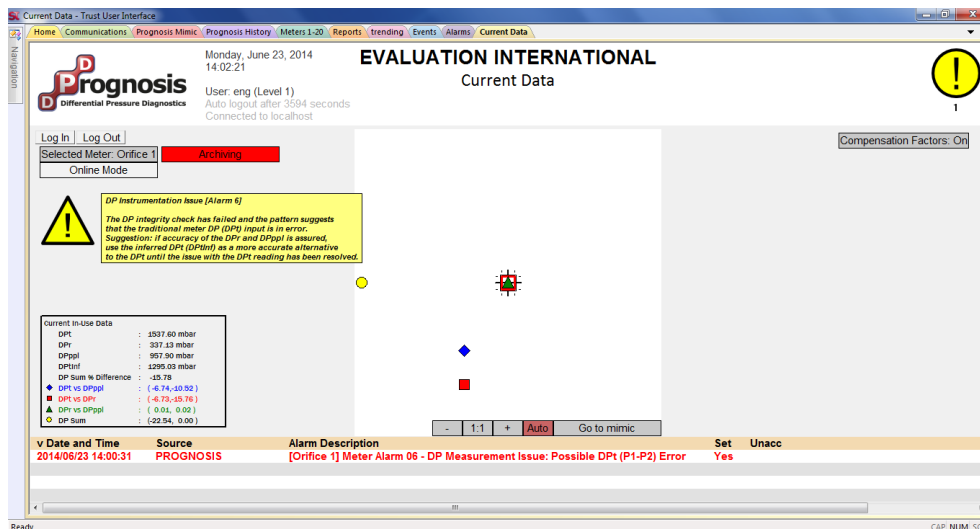 Current Data - Trust User Interface
Home Communications Prognosis Mimic Prognosis History Meters 1-20 Reports trending Events Alarms Current Data
Navigation
DP
Prognosis
D
Differential Pressure Diagnostics
Monday, June 23, 2014
14:02:21
User: eng (Level 1)
Auto logout after 3594 seconds
Connected to localhost
EVALUATION INTERNATIONAL
Current Data
!
1
Log In Log Out
Selected Meter: Orifice 1 Archiving
Online Mode
Compensation Factors: On
!
DP Instrumentation Issue [Alarm 6]
The DP integrity check has failed and the pattern suggests
that the traditional meter DP (DPt) input is in error.
Suggestion: if accuracy of the DPr and DPppl is assured,
use the inferred DPt (DPtInf) as a more accurate alternative
to the DPt until the issue with the DPt reading has been resolved.
Current In-Use Data
DPt : 1537.60 mbar
DPr : 337.13 mbar
DPppl : 957.90 mbar
DPtInf : 1295.03 mbar
DP Sum % Difference : -15.78
DPt vs DPppl : (-6.74,-10.52 )
DPt vs DPr : (-6.73,-15.76 )
DPr vs DPppl : ( 0.01, 0.02 )
DP Sum : (-22.54, 0.00 )
- 1:1 + Auto Go to mimic
v Date and Time Source Alarm Description Set Unacc
2014/06/23 14:00:31 PROGNOSIS [Orifice 1] Meter Alarm 06 - DP Measurement Issue: Possible DPt (P1-P2) Error Yes
Ready
CAP NUM